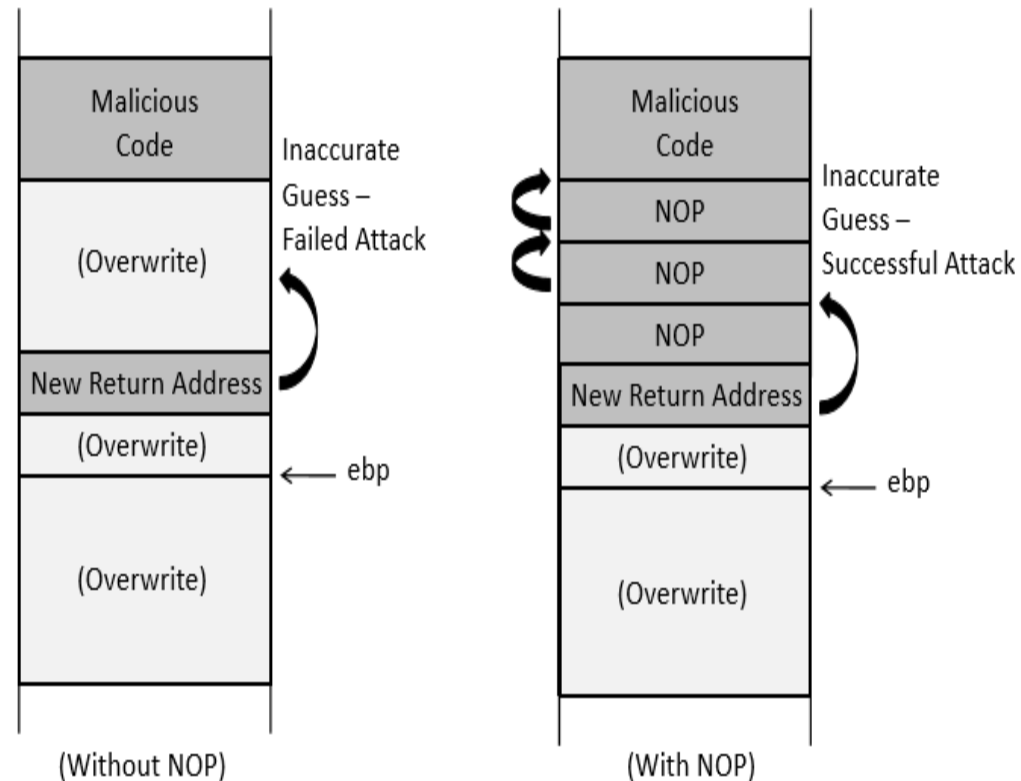 Malicious
Code
Inaccurate
Guess –
Failed Attack
(Overwrite)
New Return Address
(Overwrite)
ebp
(Overwrite)
(Without NOP)
Malicious
Code
Inaccurate
Guess –
Successful Attack
NOP
NOP
NOP
New Return Address
(Overwrite)
ebp
(Overwrite)
(With NOP)